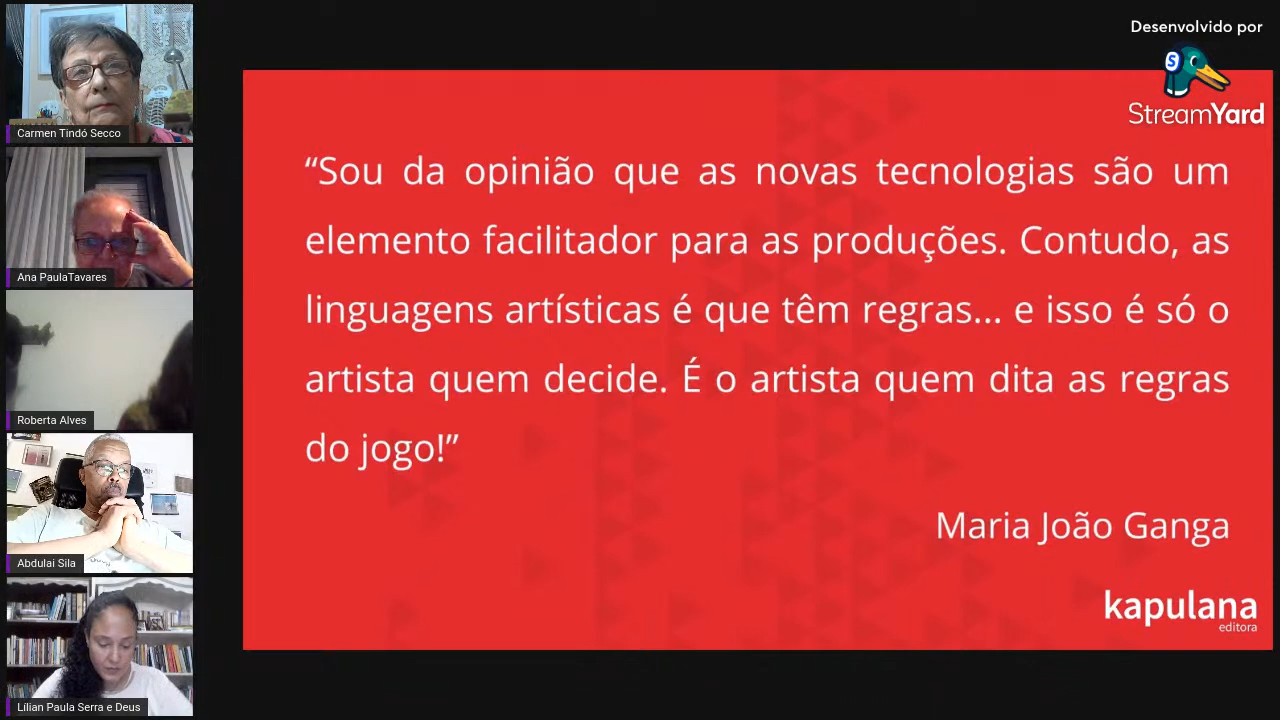 Desenvolvido por
StreamYard
“Sou da opinião que as novas tecnologias são um
elemento facilitador para as produções. Contudo, as
linguagens artísticas é que têm regras... e isso é só o
artista quem decide. É o artista quem dita as regras
do jogo!”
Maria João Ganga
kapulana
editora
Carmen Tindó Secco
Ana PaulaTavares
Roberta Alves
Abdulai Sila
Lílian Paula Serra e Deus